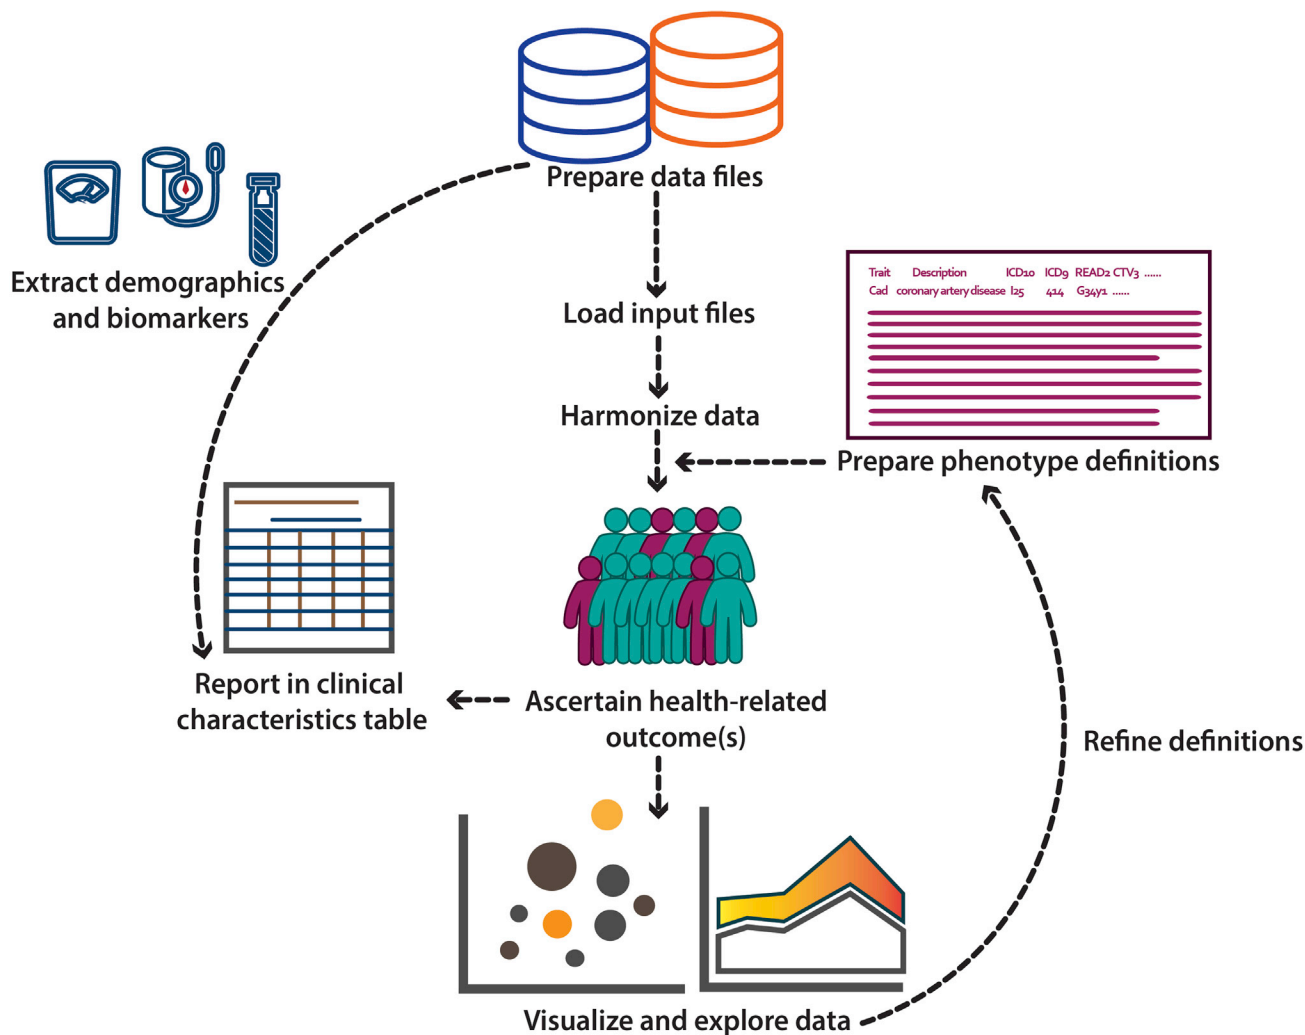 Prepare data files
Extract demographics
and biomarkers
Load input files
Trait Description ICD10 ICD9 READ2 CTV3 ......
Cad coronary artery disease I25 414 G34y1 ......
Harmonize data
Prepare phenotype definitions
Report in clinical
characteristics table
Ascertain health-related
outcome(s)
Refine definitions
Visualize and explore data